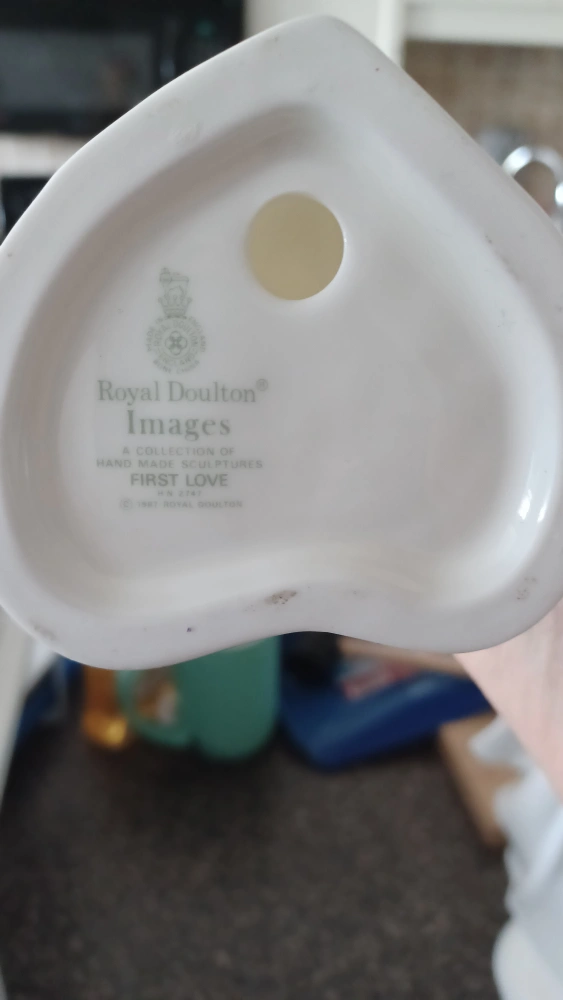 Royal Doulton®
Images
A COLLECTION OF
HAND MADE SCULPTURES
FIRST LOVE
HN 2747
© 1987 ROYAL DOULTON